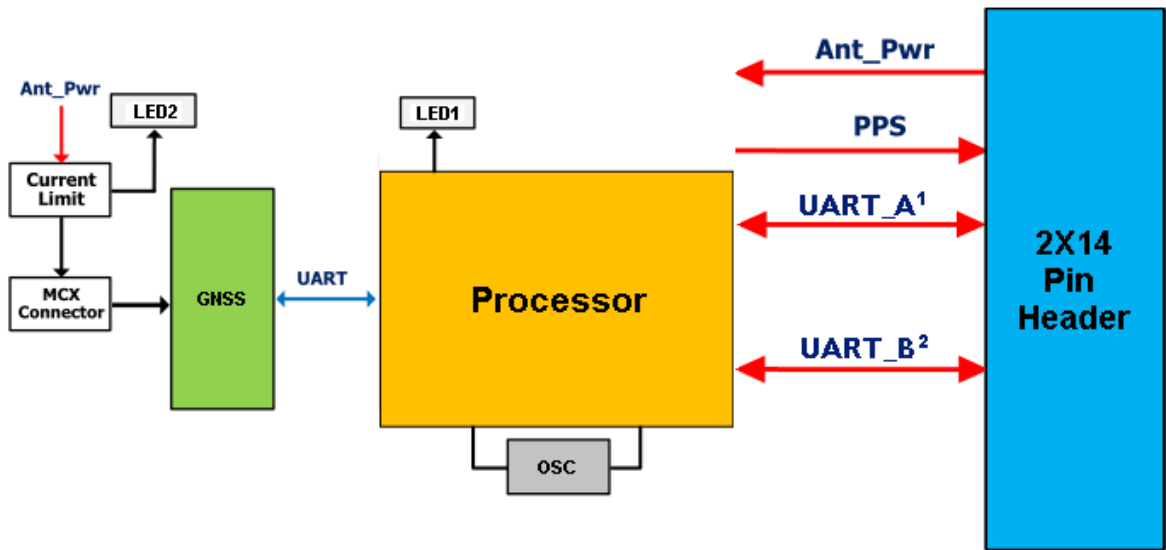 Ant_Pwr
LED2
Current
Limit
MCX
Connector
GNSS
UART
LED1
Processor
OSC
Ant_Pwr
PPS
UART_A¹
UART_B²
2X14
Pin
Header